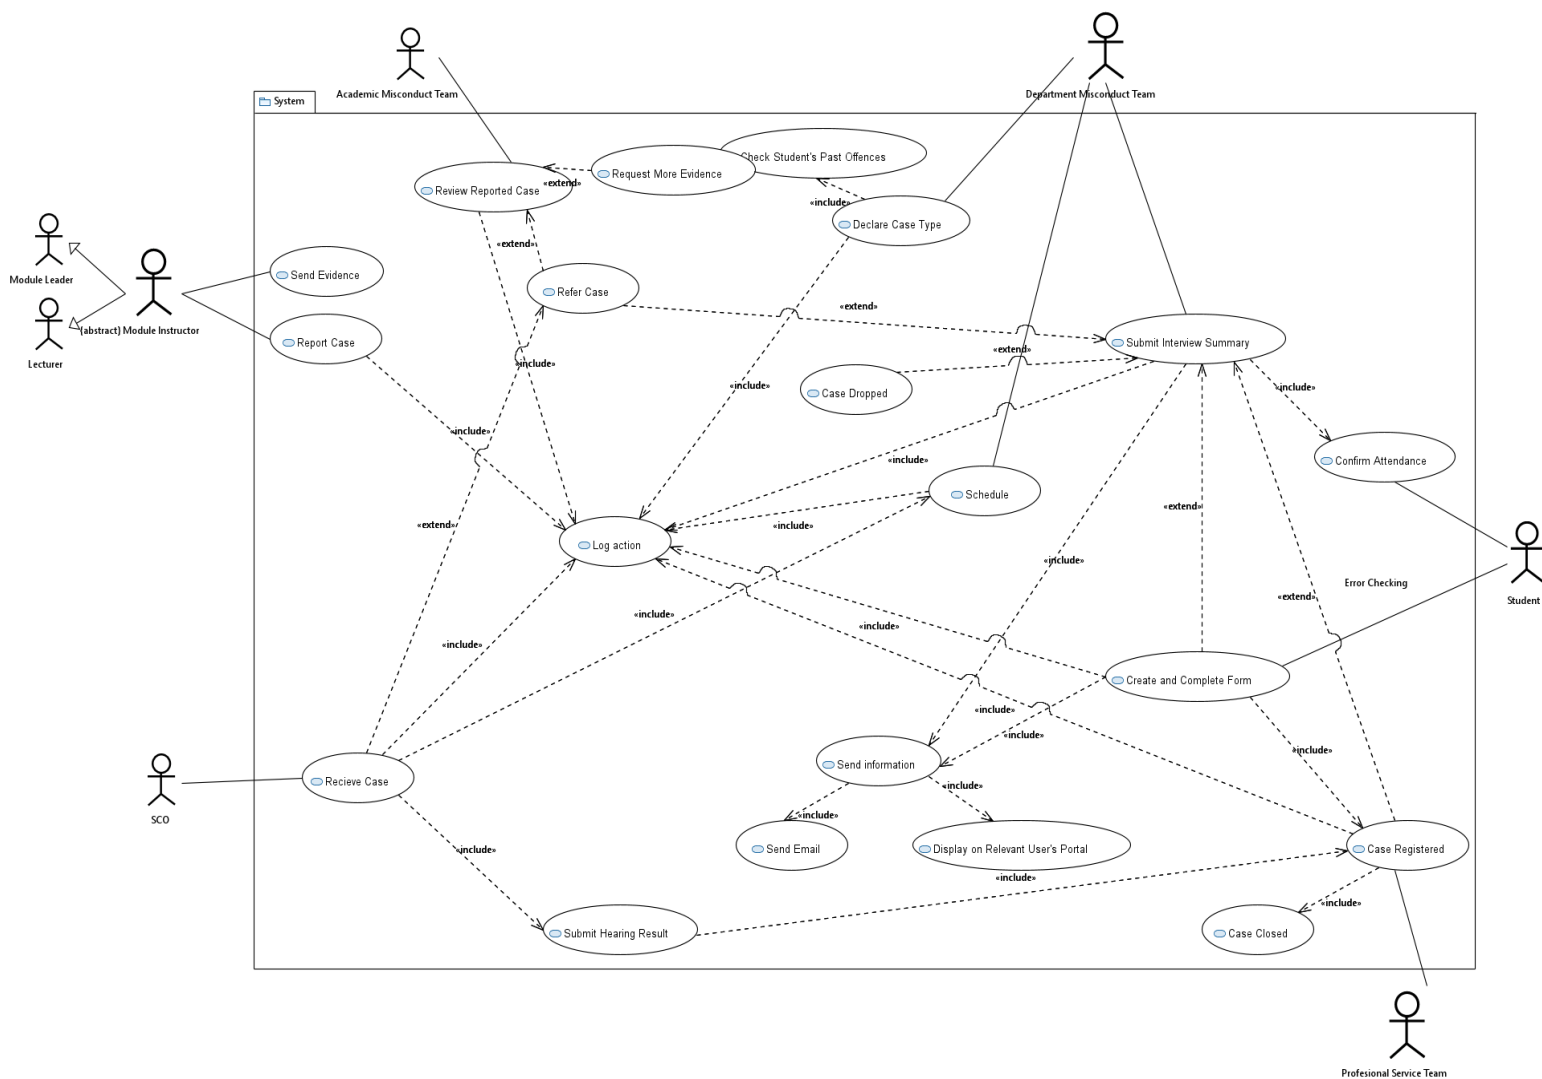 Academic Misconduct Team
Department Misconduct Team
System
Check Student's Past Offences
Request More Evidence
«extend»
Review Reported Case
«include»
Declare Case Type
«extend»
Send Evidence
Module Leader
Refer Case
«extend»
{abstract} Module Instructor
Report Case
Submit Interview Summary
«extend»
Lecturer
«include»
«include»
«include»
Case Dropped
«include»
«include»
Confirm Attendance
Schedule
«include»
«extend»
«extend»
Log action
«include»
Error Checking
«extend»
Student
«include»
«include»
«include»
Create and Complete Form
«include»
«include»
«include»
Send information
Recieve Case
«include»
SCO
«include»
Send Email
Display on Relevant User's Portal
Case Registered
«include»
«include»
«include»
Submit Hearing Result
Case Closed
Profesional Service Team